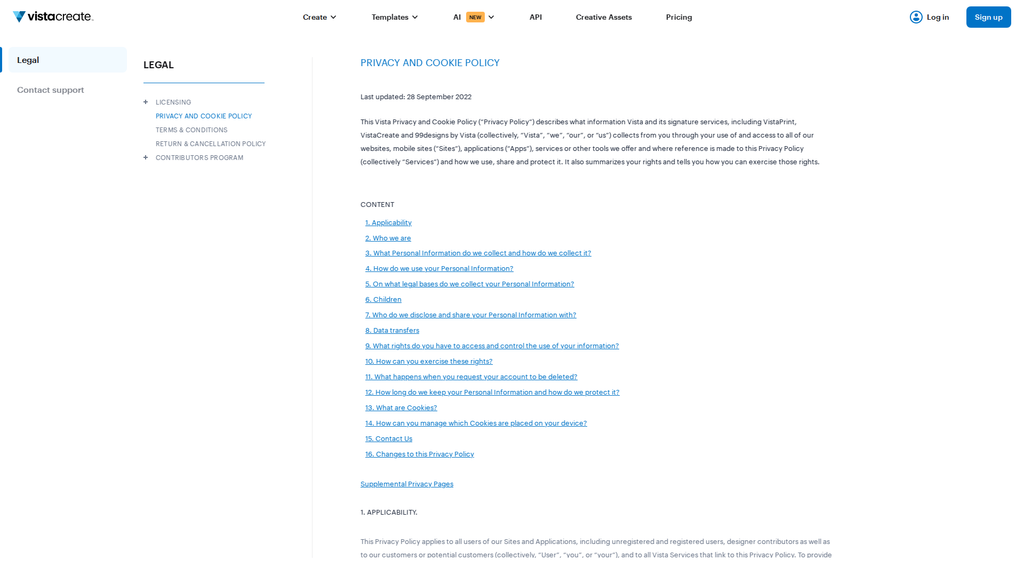 vistacreate
Create
Templates
AI NEW
API
Creative Assets
Pricing
Log in
Sign up
Legal
Contact support
LEGAL
LICENSING
PRIVACY AND COOKIE POLICY
TERMS & CONDITIONS
RETURN & CANCELLATION POLICY
CONTRIBUTORS PROGRAM
PRIVACY AND COOKIE POLICY
Last updated: 28 September 2022
This Vista Privacy and Cookie Policy ("Privacy Policy") describes what information Vista and its signature services, including VistaPrint,
VistaCreate and 99designs by Vista (collectively, "Vista", "we", "our", or "us") collects from you through your use of and access to all of our
websites, mobile sites ("Sites"), applications ("Apps"), services or other tools we offer and where reference is made to this Privacy Policy
(collectively "Services") and how we use, share and protect it. It also summarizes your rights and tells you how you can exercise those rights.
CONTENT
1. Applicability
2. Who we are
3. What Personal Information do we collect and how do we collect it?
4. How do we use your Personal Information?
5. On what legal bases do we collect your Personal Information?
6. Children
7. Who do we disclose and share your Personal Information with?
8. Data transfers
9. What rights do you have to access and control the use of your information?
10. How can you exercise these rights?
11. What happens when you request your account to be deleted?
12. How long do we keep your Personal Information and how do we protect it?
13. What are Cookies?
14. How can you manage which Cookies are placed on your device?
15. Contact Us
16. Changes to this Privacy Policy
Supplemental Privacy Pages
1. APPLICABILITY.
This Privacy Policy applies to all users of our Sites and Applications, including unregistered and registered users, designer contributors as well as
to our customers or potential customers (collectively, "User", "you", or "your"), and to all Vista Services that link to this Privacy Policy. To provide